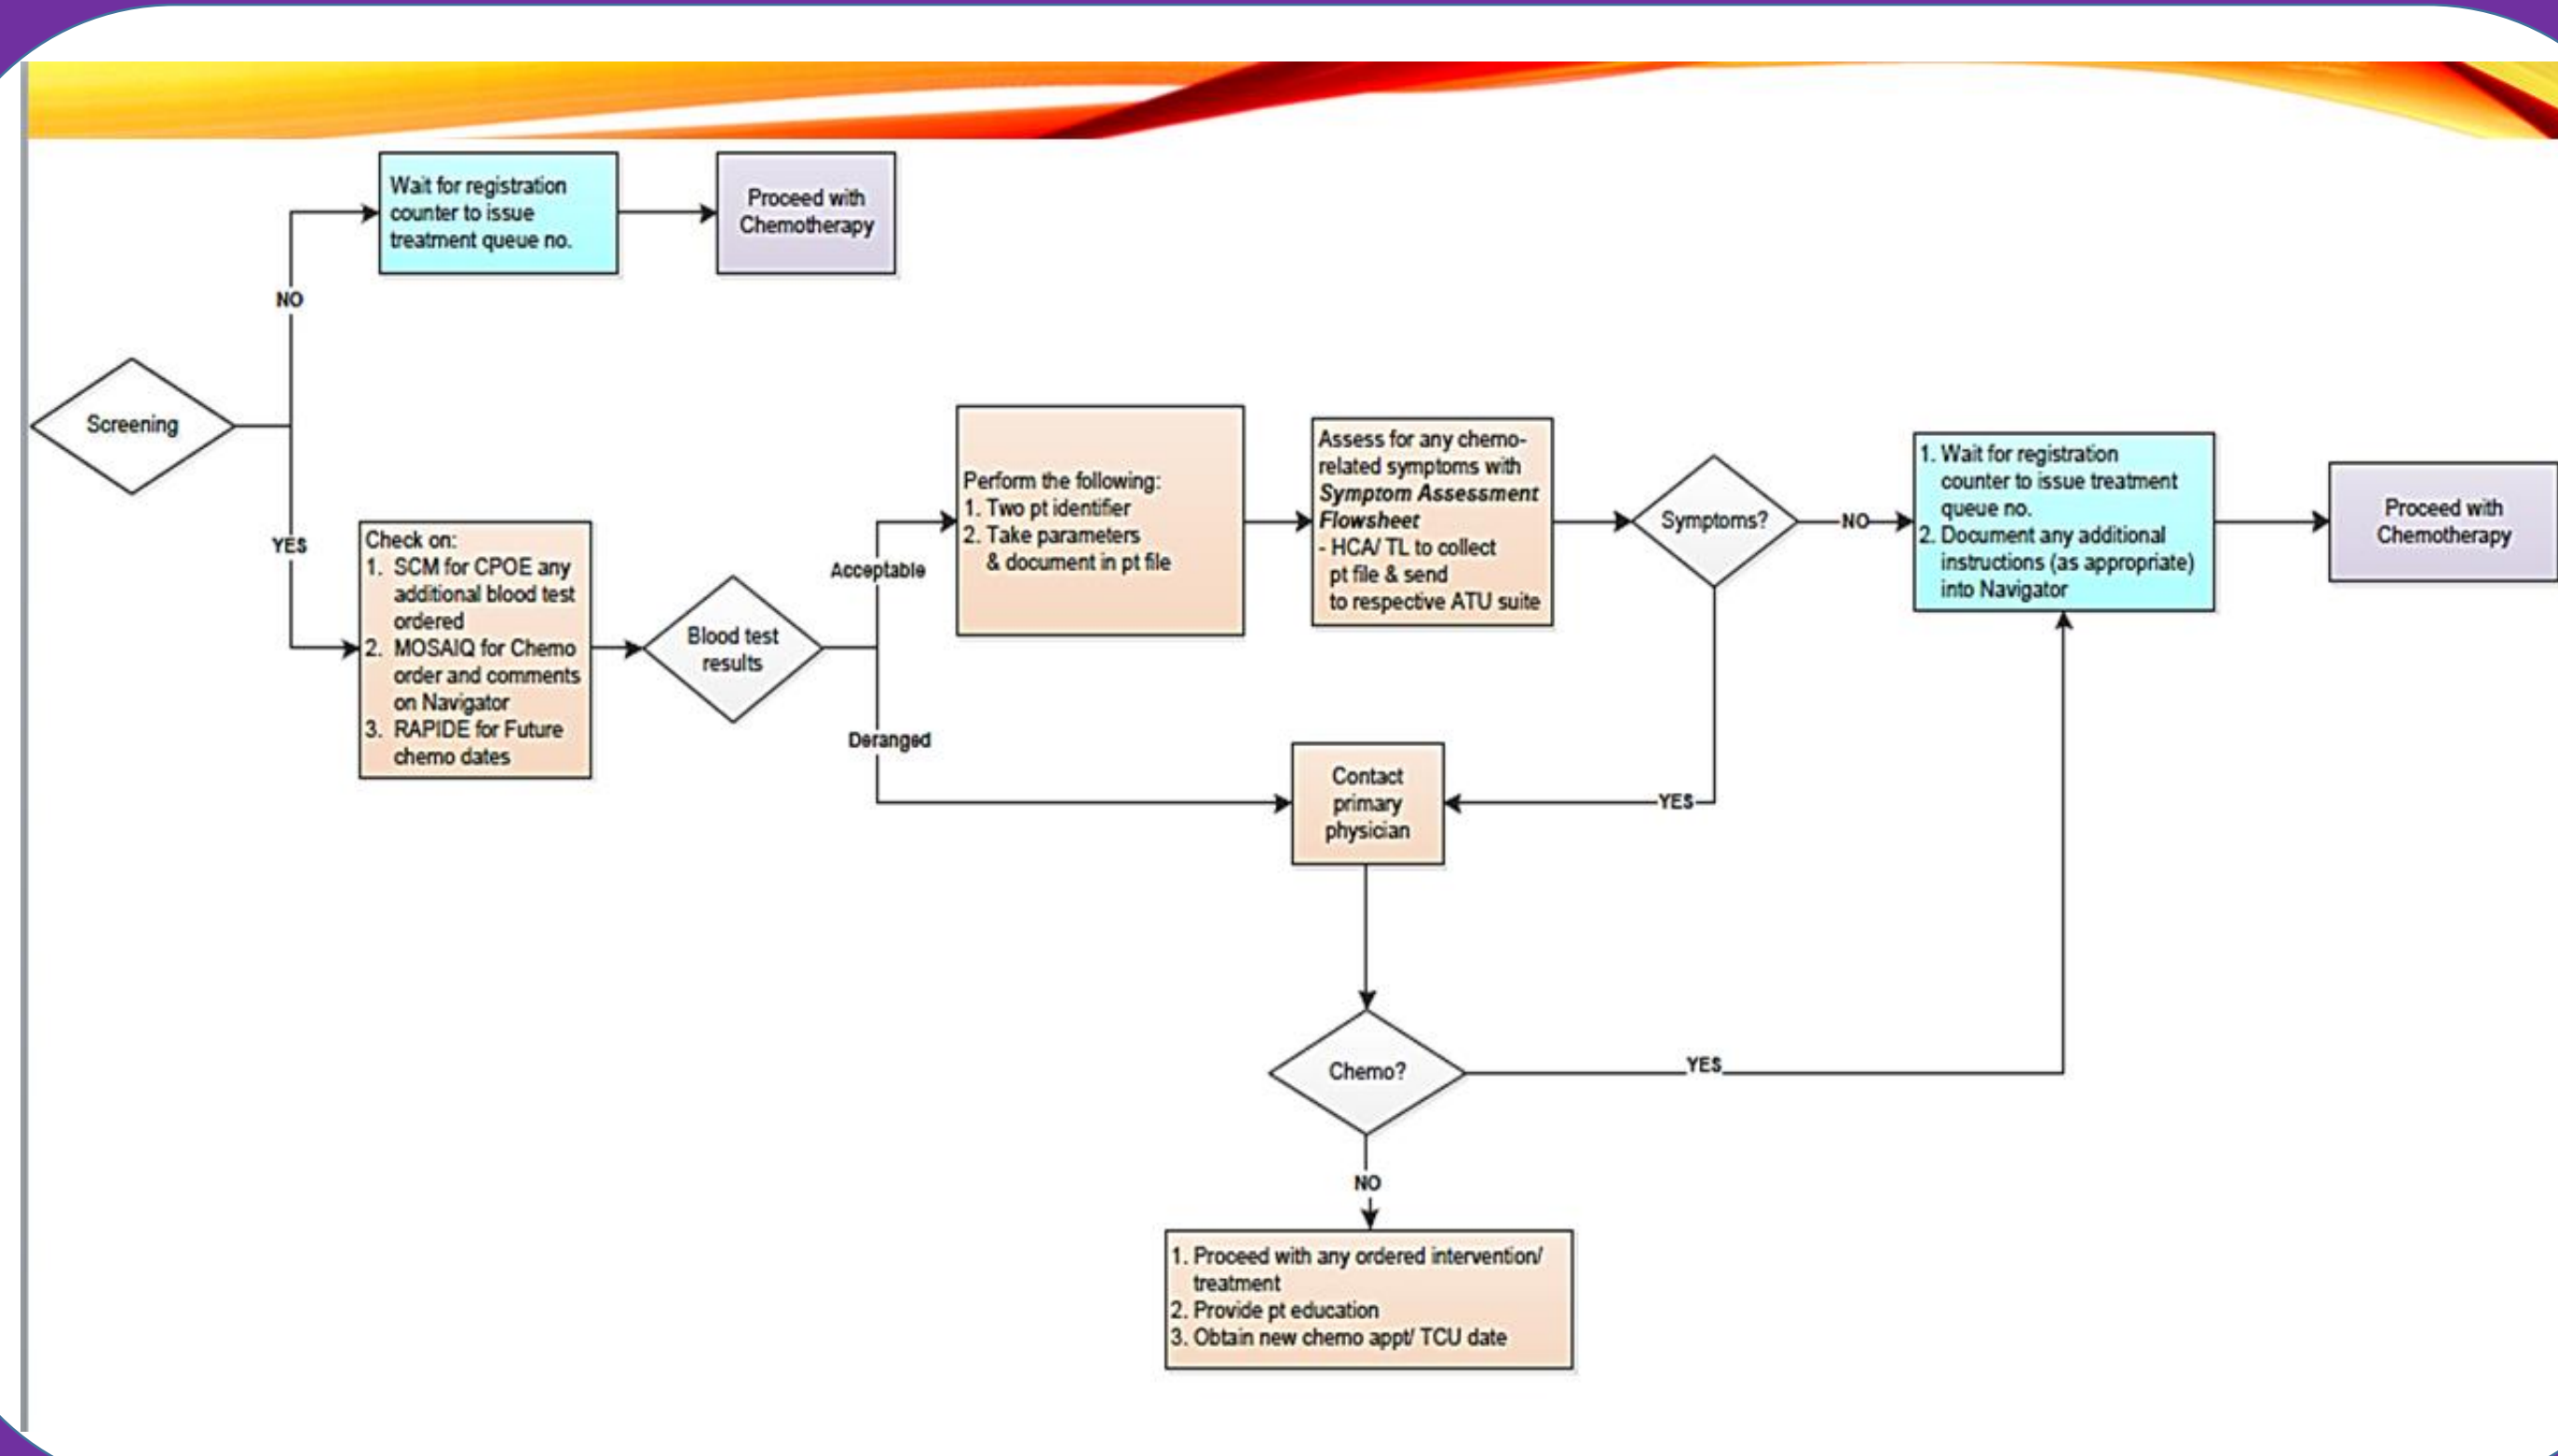 Wait for registration
counter to issue
treatment queue no.
Proceed with
Chemotherapy
NO
Screening
YES
Check on:
1. SCM for CPOE any
additional blood test
ordered
2. MOSAIQ for Chemo
order and comments
on Navigator
3. RAPIDE for Future
chemo dates
Blood test
results
Acceptable
Deranged
Perform the following:
1. Two pt identifier
2. Take parameters
& document in pt file
Assess for any chemo-
related symptoms with
Symptom Assessment
Flowsheet
- HCA/ TL to collect
pt file & send
to respective ATU suite
Symptoms?
NO
1. Wait for registration
counter to issue treatment
queue no.
2. Document any additional
instructions (as appropriate)
into Navigator
Proceed with
Chemotherapy
YES
Contact
primary
physician
Chemo?
YES
NO
1. Proceed with any ordered intervention/
treatment
2. Provide pt education
3. Obtain new chemo appt/ TCU date